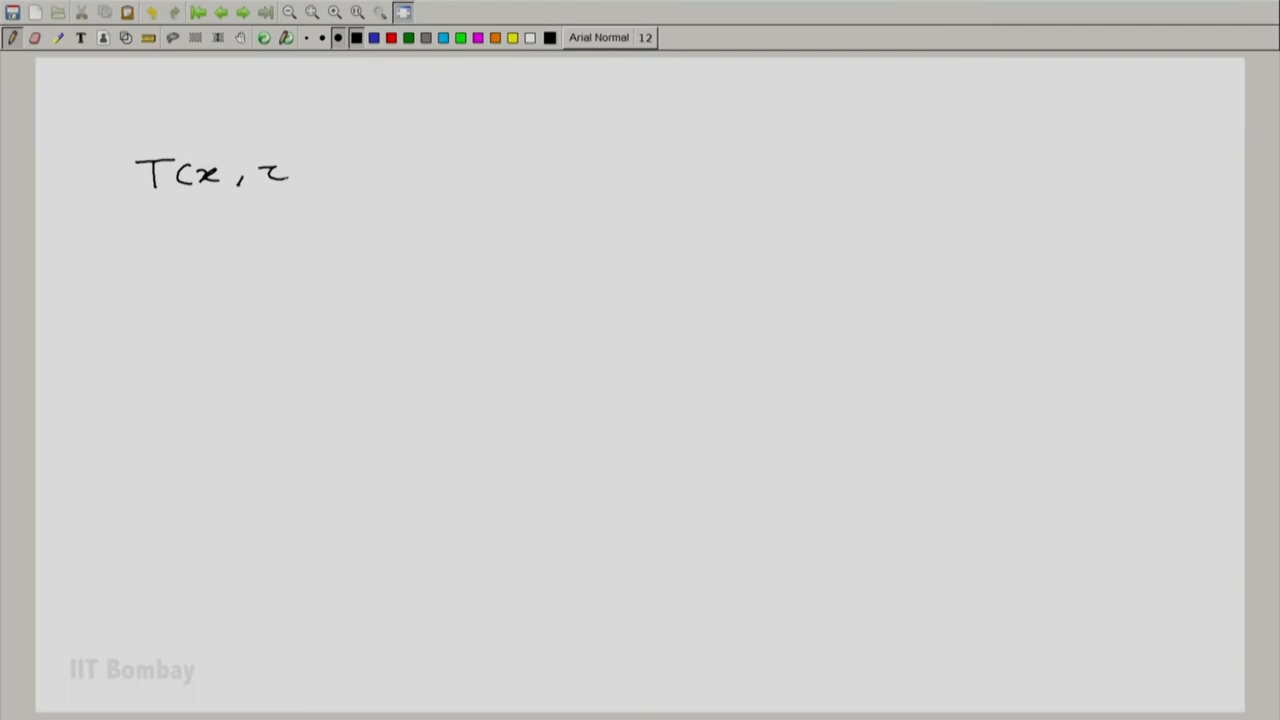 Arial Normal 12
T(x, τ
IIT Bombay